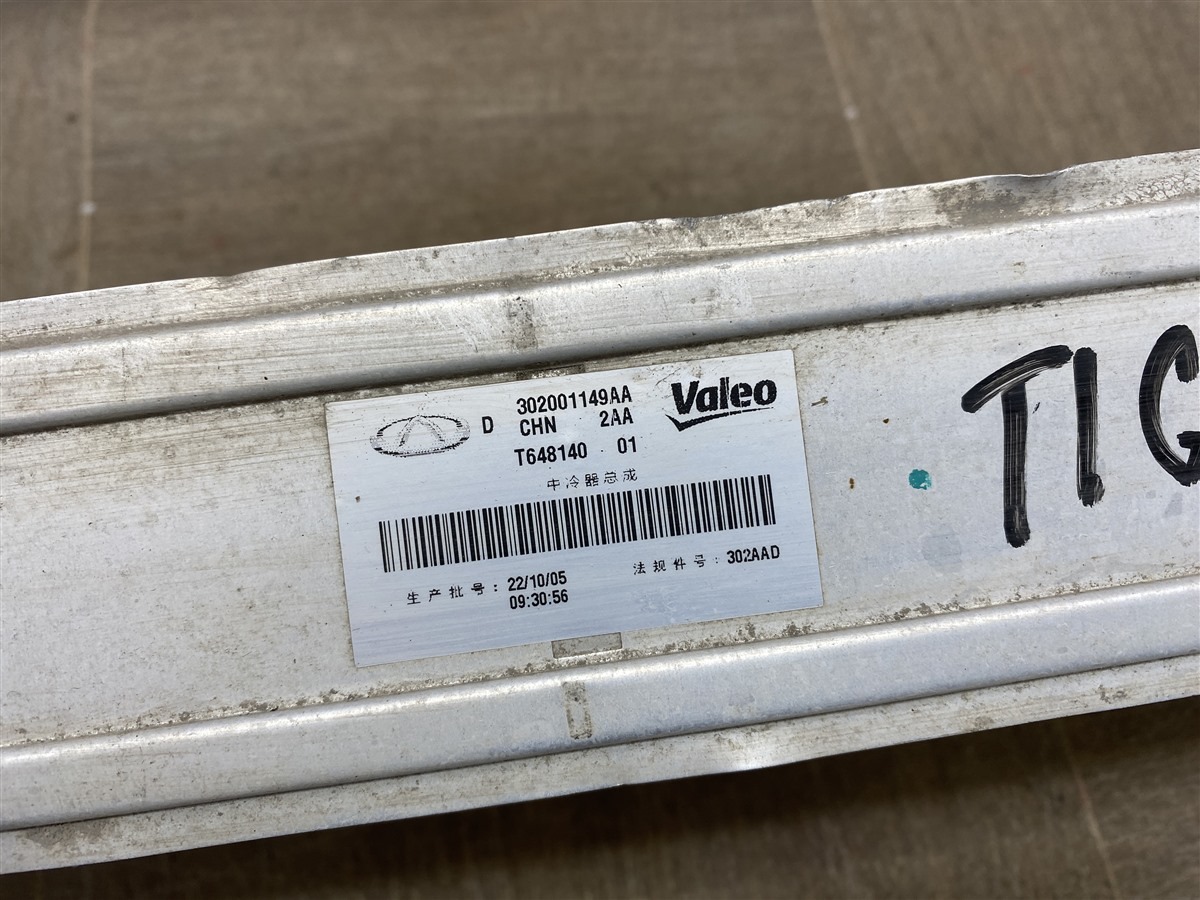 302001149AA
D CHN 2AA
Valeo
T648140 01
中冷器总成
生产批号: 22/10/05
09:30:56
法规件号: 302AAD
TIG